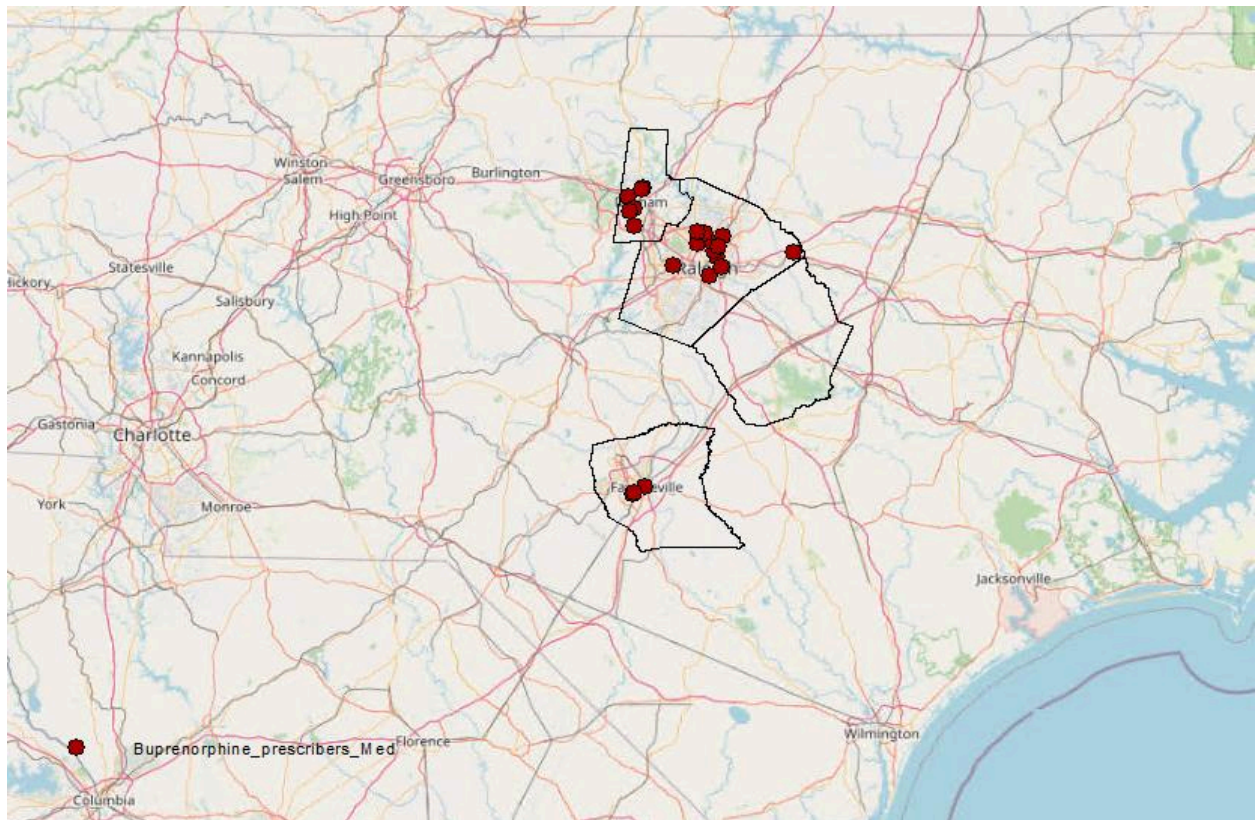 Winston
Salem
Greensboro
Burlington
High Point
Statesville
Hickory
Salisbury
Kannapolis
Concord
Gastonia
Charlotte
York
Monroe
Jacksonville
Wilmington
Florence
Buprenorphine_prescribers_Med
Columbia